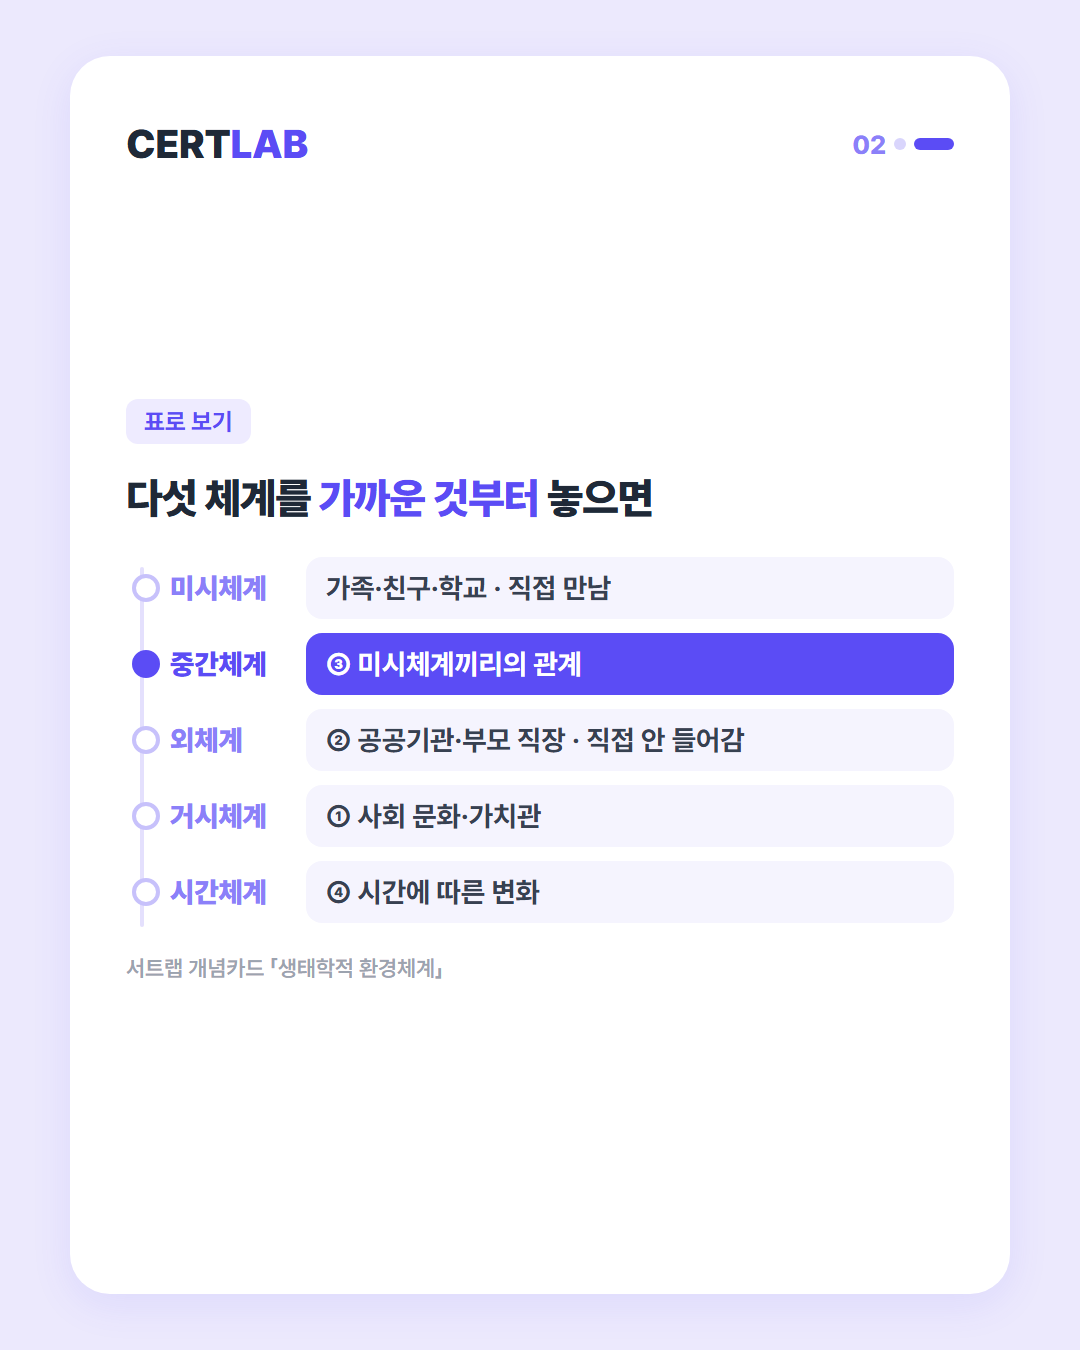 CERTLAB
02
표로 보기
다섯 체계를 가까운 것부터 놓으면
미시체계 가족·친구·학교 · 직접 만남
중간체계 ③ 미시체계끼리의 관계
외체계 ② 공공기관·부모 직장 · 직접 안 들어감
거시체계 ① 사회 문화·가치관
시간체계 ④ 시간에 따른 변화
서트랩 개념카드 「생태학적 환경체계」